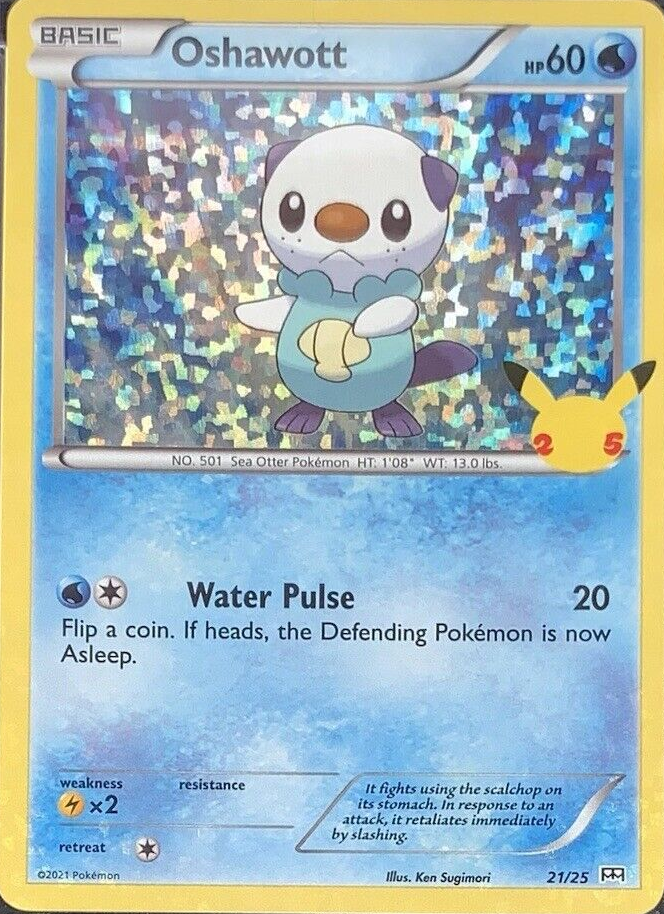 BASIC
Oshawott
HP60
NO. 501 Sea Otter Pokémon HT: 1'08" WT: 13.0 lbs.
2 5
Water Pulse 20
Flip a coin. If heads, the Defending Pokémon is now
Asleep.
weakness resistance
×2
It fights using the scalchop on
its stomach. In response to an
attack, it retaliates immediately
by slashing.
retreat
©2021 Pokémon
Illus. Ken Sugimori
21/25